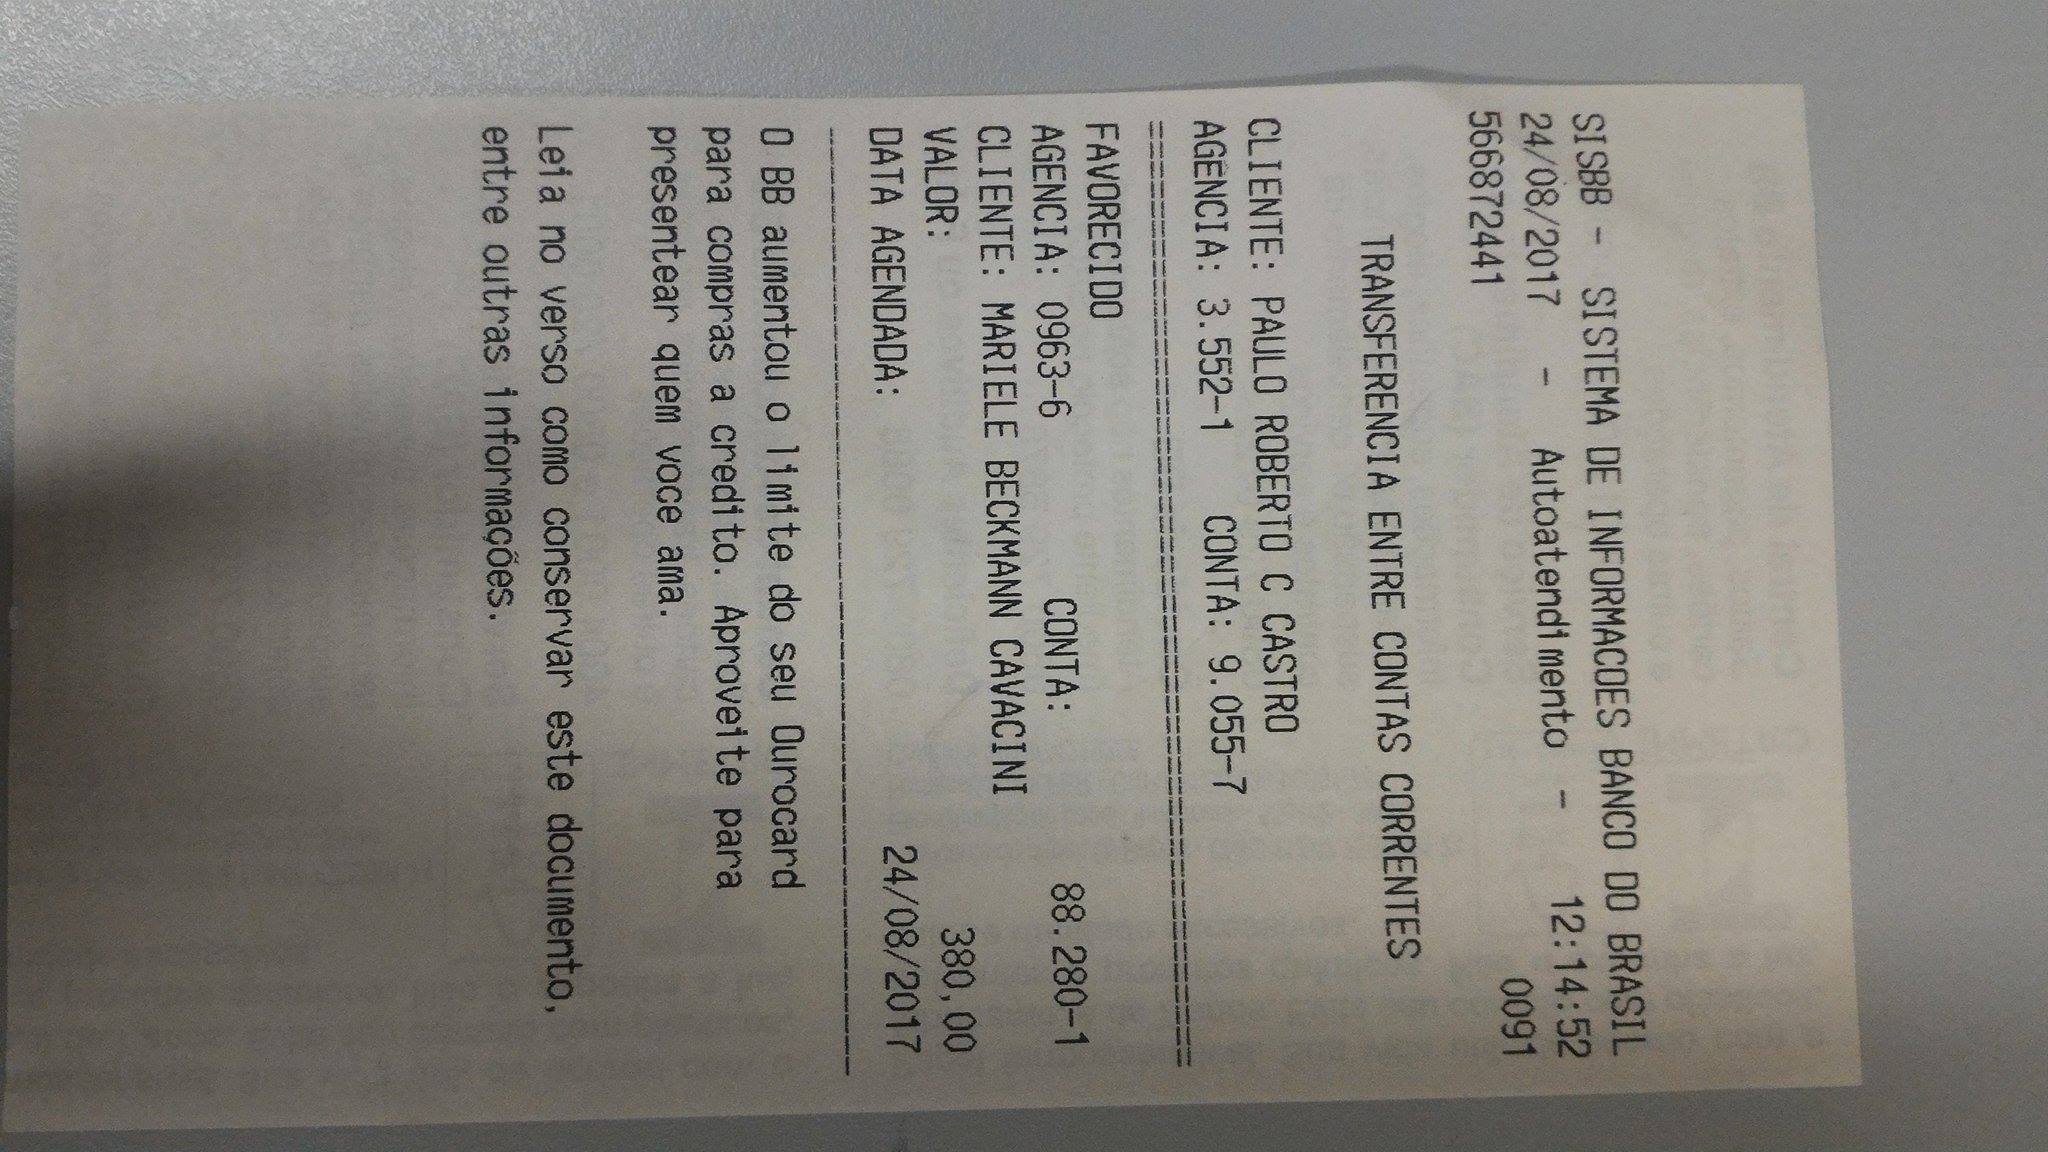 SISBB - SISTEMA DE INFORMACOES BANCO DO BRASIL
24/08/2017 - Autoatendimento - 12:14:52
566872441 0091
TRANSFERENCIA ENTRE CONTAS CORRENTES
CLIENTE: PAULO ROBERTO C CASTRO
AGENCIA: 3.552-1 CONTA: 9.055-7
================================================
FAVORECIDO
AGENCIA: 0963-6 CONTA: 88.280-1
CLIENTE: MARIELE BECKMANN CAVACINI
VALOR: 380,00
DATA AGENDADA: 24/08/2017
------------------------------------------------
O BB aumentou o limite do seu Ourocard
para compras a credito. Aproveite para
presentear quem voce ama.
Leia no verso como conservar este documento,
entre outras informações.